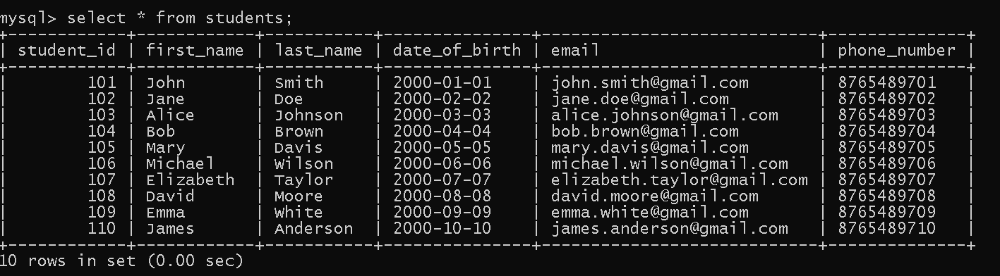 mysql> select * from students;
+------------+------------+-----------+---------------+----------------------------+--------------+
| student_id | first_name | last_name | date_of_birth | email                      | phone_number |
+------------+------------+-----------+---------------+----------------------------+--------------+
|        101 | John       | Smith     | 2000-01-01    | john.smith@gmail.com       | 8765489701   |
|        102 | Jane       | Doe       | 2000-02-02    | jane.doe@gmail.com         | 8765489702   |
|        103 | Alice      | Johnson   | 2000-03-03    | alice.johnson@gmail.com    | 8765489703   |
|        104 | Bob        | Brown     | 2000-04-04    | bob.brown@gmail.com        | 8765489704   |
|        105 | Mary       | Davis     | 2000-05-05    | mary.davis@gmail.com       | 8765489705   |
|        106 | Michael    | Wilson    | 2000-06-06    | michael.wilson@gmail.com   | 8765489706   |
|        107 | Elizabeth  | Taylor    | 2000-07-07    | elizabeth.taylor@gmail.com | 8765489707   |
|        108 | David      | Moore     | 2000-08-08    | david.moore@gmail.com      | 8765489708   |
|        109 | Emma       | White     | 2000-09-09    | emma.white@gmail.com       | 8765489709   |
|        110 | James      | Anderson  | 2000-10-10    | james.anderson@gmail.com   | 8765489710   |
+------------+------------+-----------+---------------+----------------------------+--------------+
10 rows in set (0.00 sec)